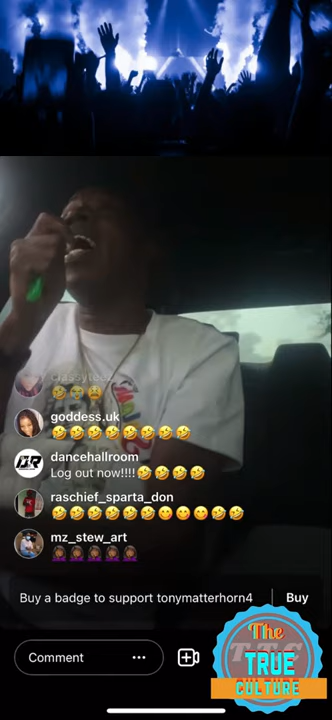 goddess.uk
🤣🤣🤣🤣🤣🤣🤣🤣🤣
dancehallroom
Log out now!!!!🤣🤣🤣🤣
raschief_sparta_don
mz_stew_art
Buy a badge to support tonymatterhorn4
Buy
Comment
The
TRUE
CULTURE